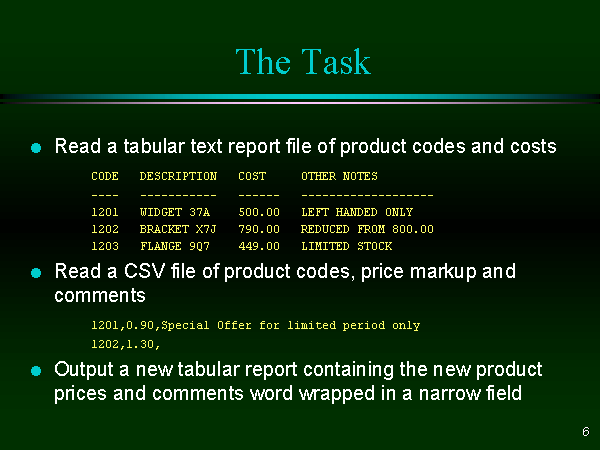 The Task
Read a tabular text report file of product codes and costs
CODE   DESCRIPTION   COST     OTHER NOTES
----   -----------   ------   -------------------
1201   WIDGET 37A    500.00   LEFT HANDED ONLY
1202   BRACKET X7J   790.00   REDUCED FROM 800.00
1203   FLANGE 9Q7    449.00   LIMITED STOCK
Read a CSV file of product codes, price markup and
comments
1201,0.90,Special Offer for limited period only
1202,1.30,
Output a new tabular report containing the new product
prices and comments word wrapped in a narrow field
6